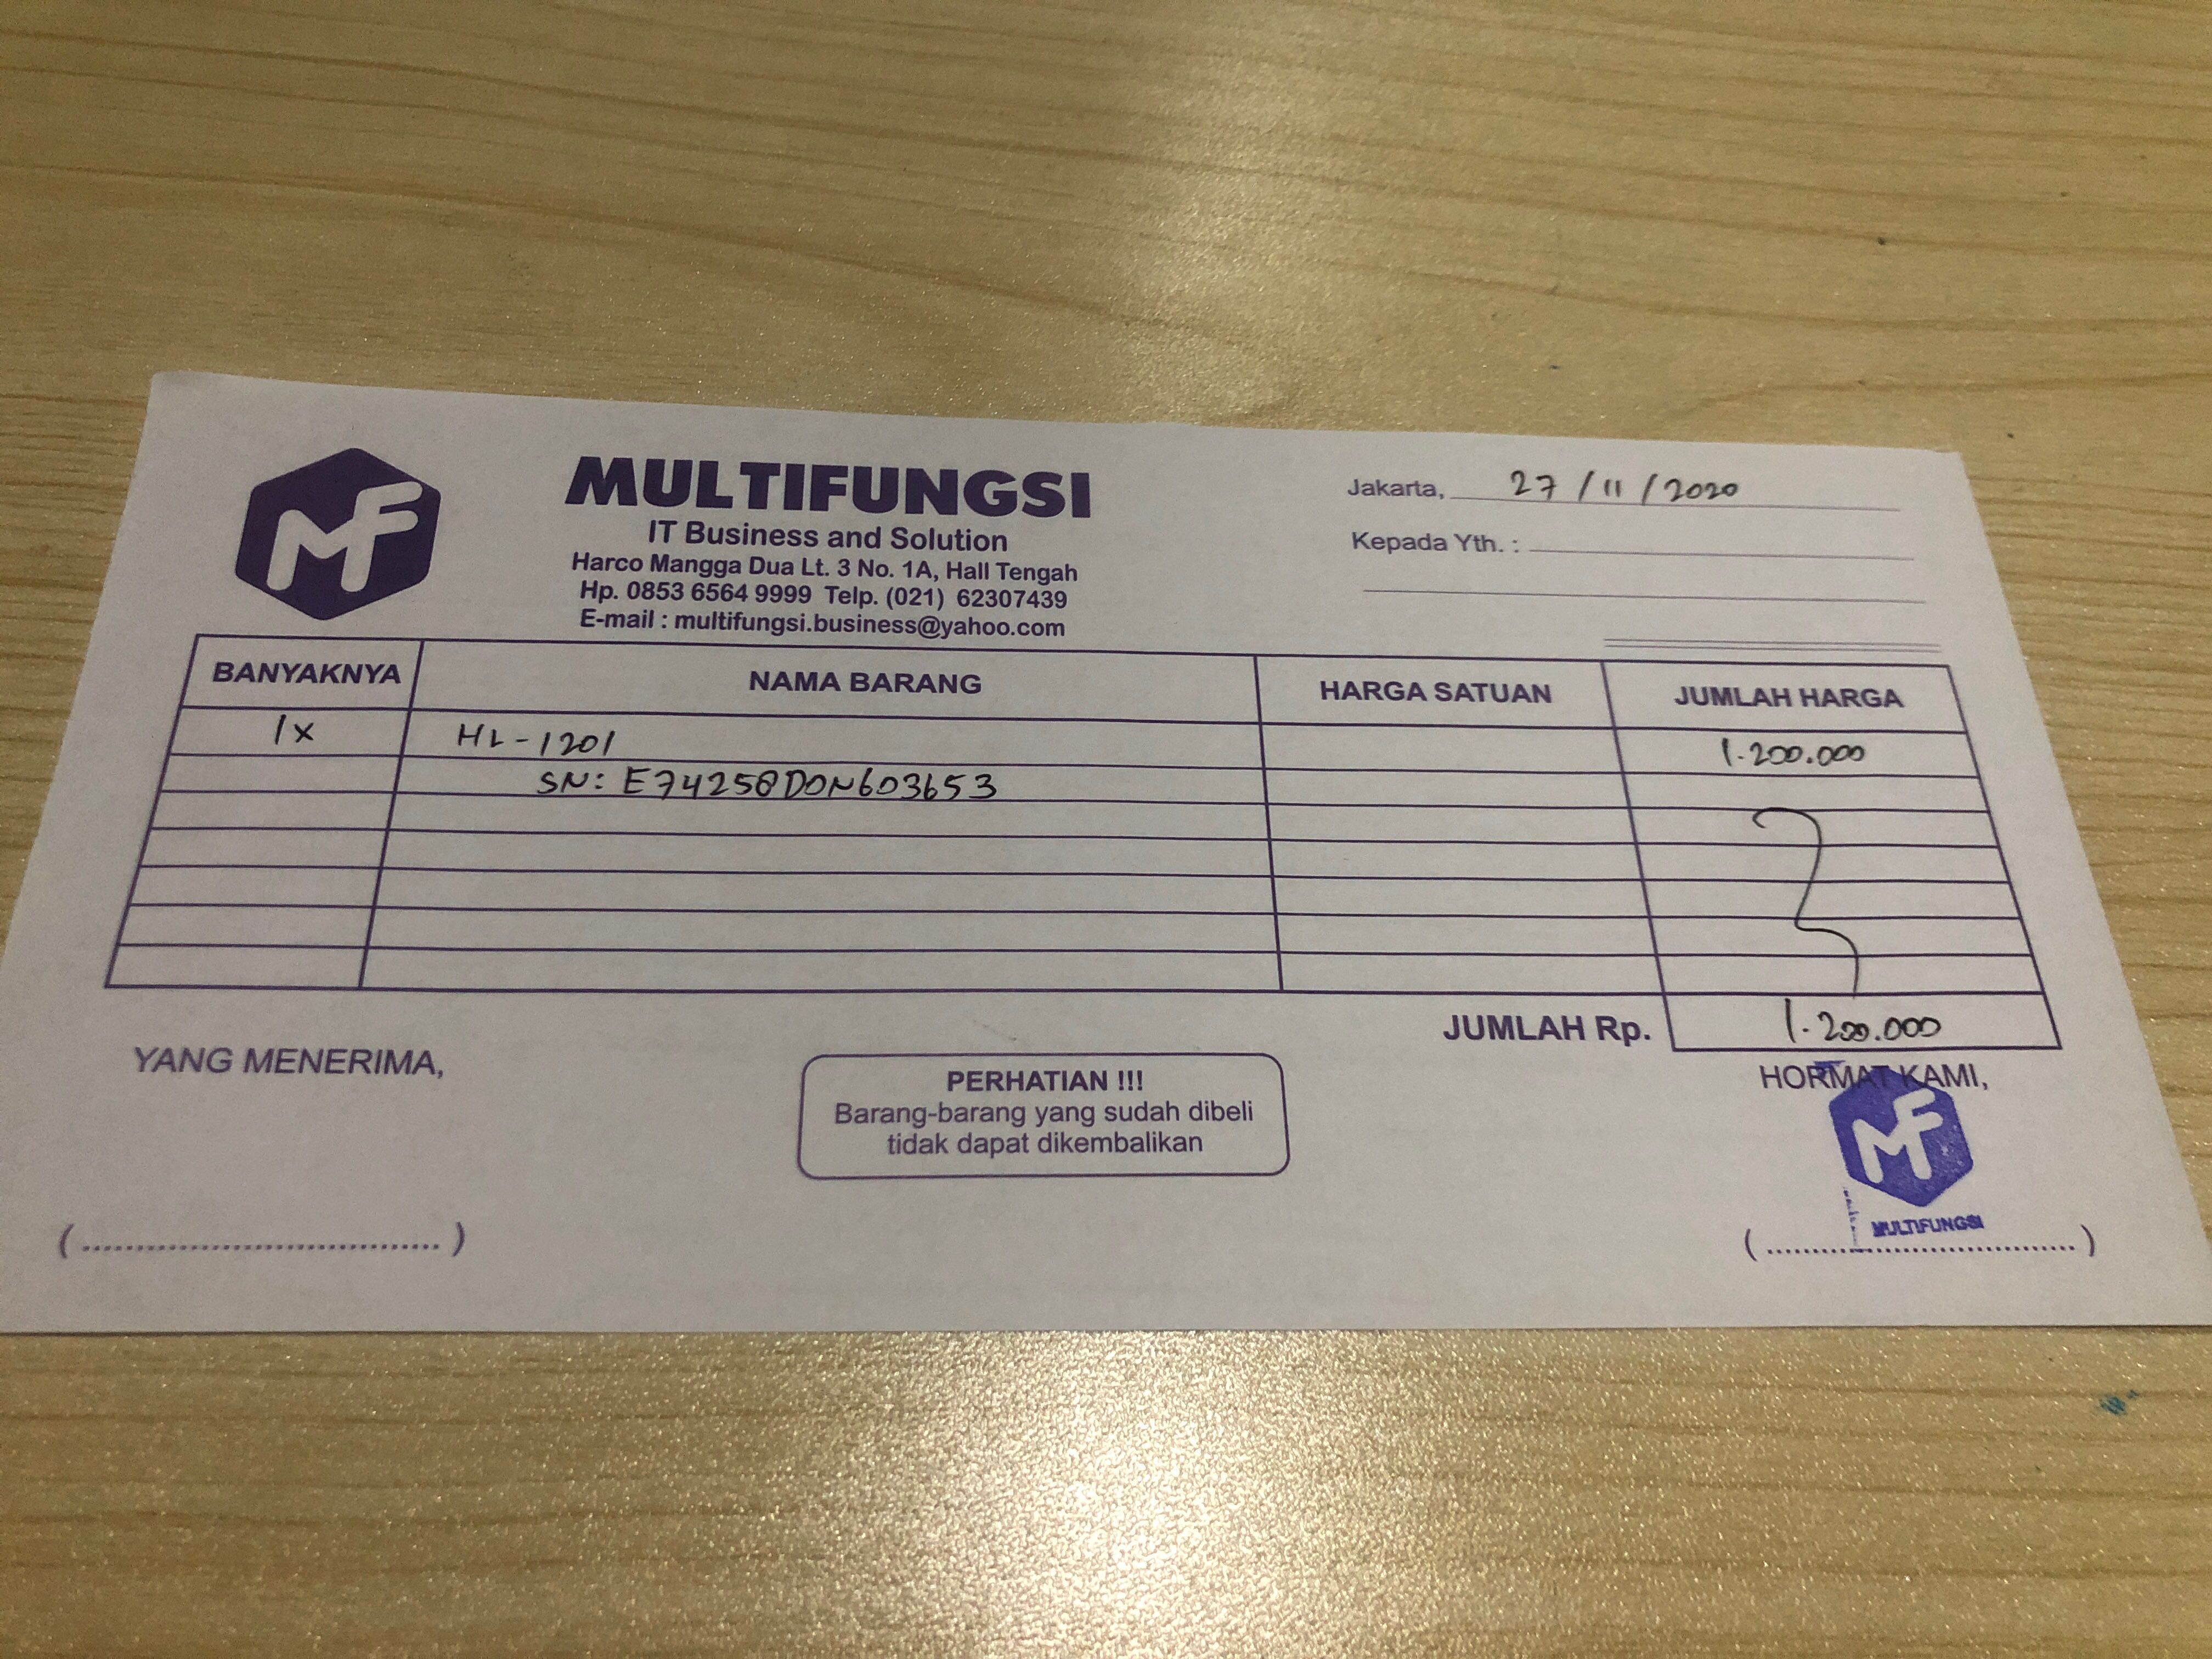 MF
MULTIFUNGSI
IT Business and Solution
Harco Mangga Dua Lt. 3 No. 1A, Hall Tengah
Hp. 0853 6564 9999 Telp. (021) 62307439
E-mail : multifungsi.business@yahoo.com
Jakarta, 27/11/2020
Kepada Yth. :
BANYAKNYA NAMA BARANG HARGA SATUAN JUMLAH HARGA
1x HL-1201 1.200.000
SN:
JUMLAH Rp. 1.200.000
YANG MENERIMA,
PERHATIAN !!!
Barang-barang yang sudah dibeli
tidak dapat dikembalikan
HORMAT KAMI,
MF
MULTIFUNGSI
(....................................)
(....................................)